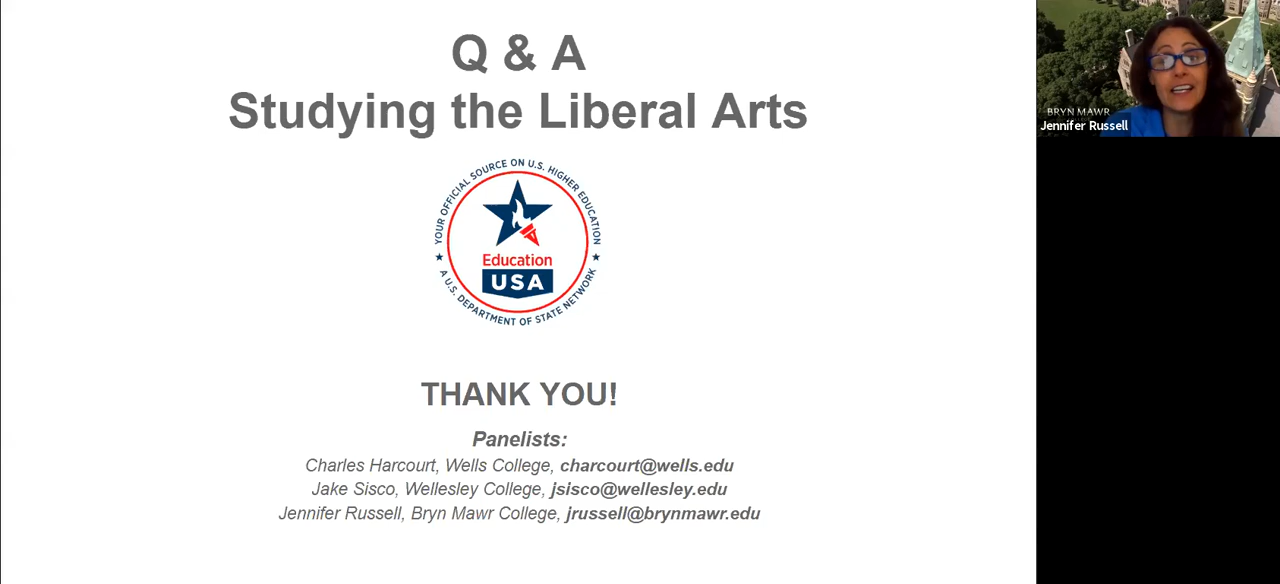 Q & A
Studying the Liberal Arts
YOUR OFFICIAL SOURCE ON U.S. HIGHER EDUCATION
Education
USA
A U.S. DEPARTMENT OF STATE NETWORK
THANK YOU!
Panelists:
Charles Harcourt, Wells College, charcourt@wells.edu
Jake Sisco, Wellesley College, jsisco@wellesley.edu
Jennifer Russell, Bryn Mawr College, jrussell@brynmawr.edu
BRYN MAWR
Jennifer Russell